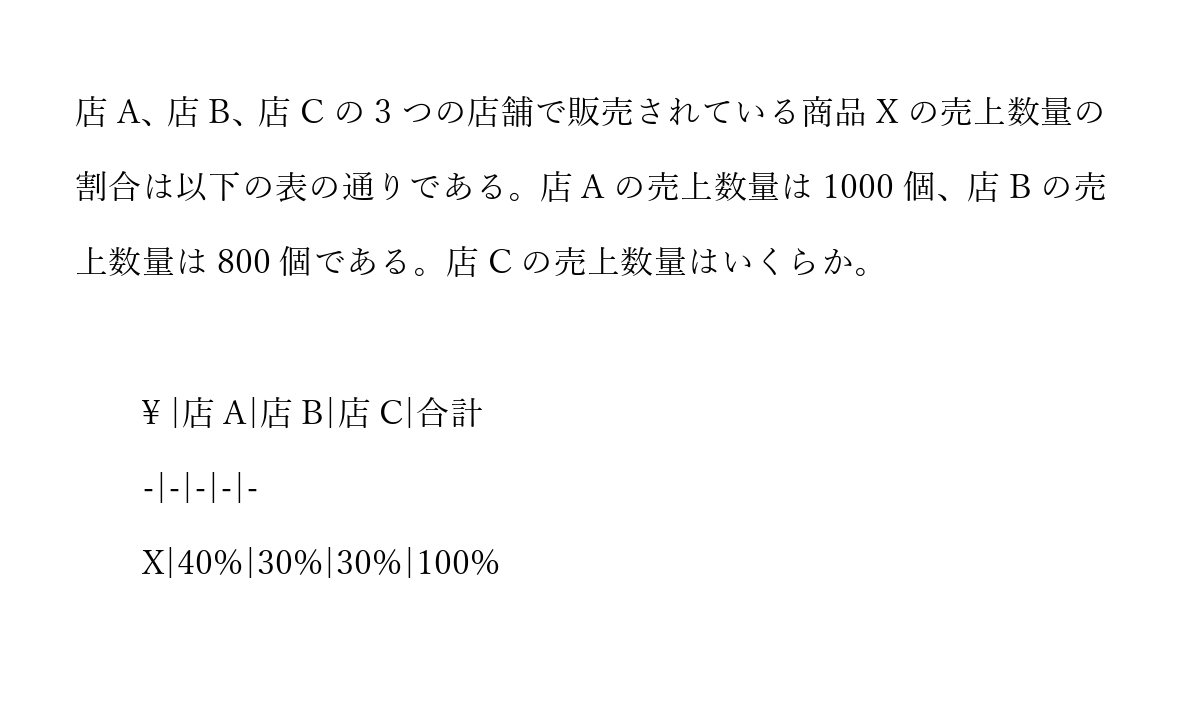 店 A、店 B、店 C の 3 つの店舗で販売されている商品 X の売上数量の
割合は以下の表の通りである。店 A の売上数量は 1000 個、店 B の売
上数量は 800 個である。店 C の売上数量はいくらか。
¥ |店 A|店 B|店 C|合計
-|-|-|-|-
X|40%|30%|30%|100%